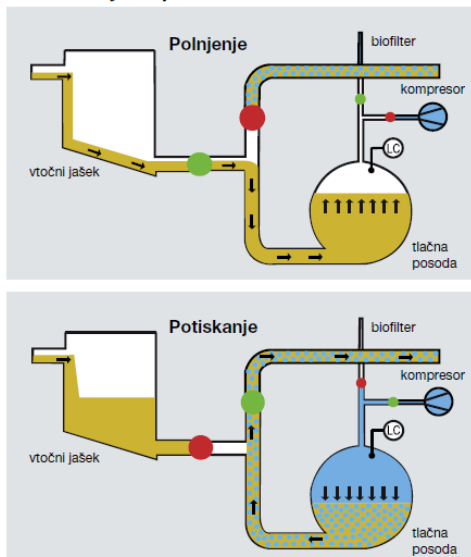 Polnjenje
biofilter
kompresor
LC
vtočni jašek
tlačna
posoda
Potiskanje
biofilter
kompresor
LC
vtočni jašek
tlačna
posoda